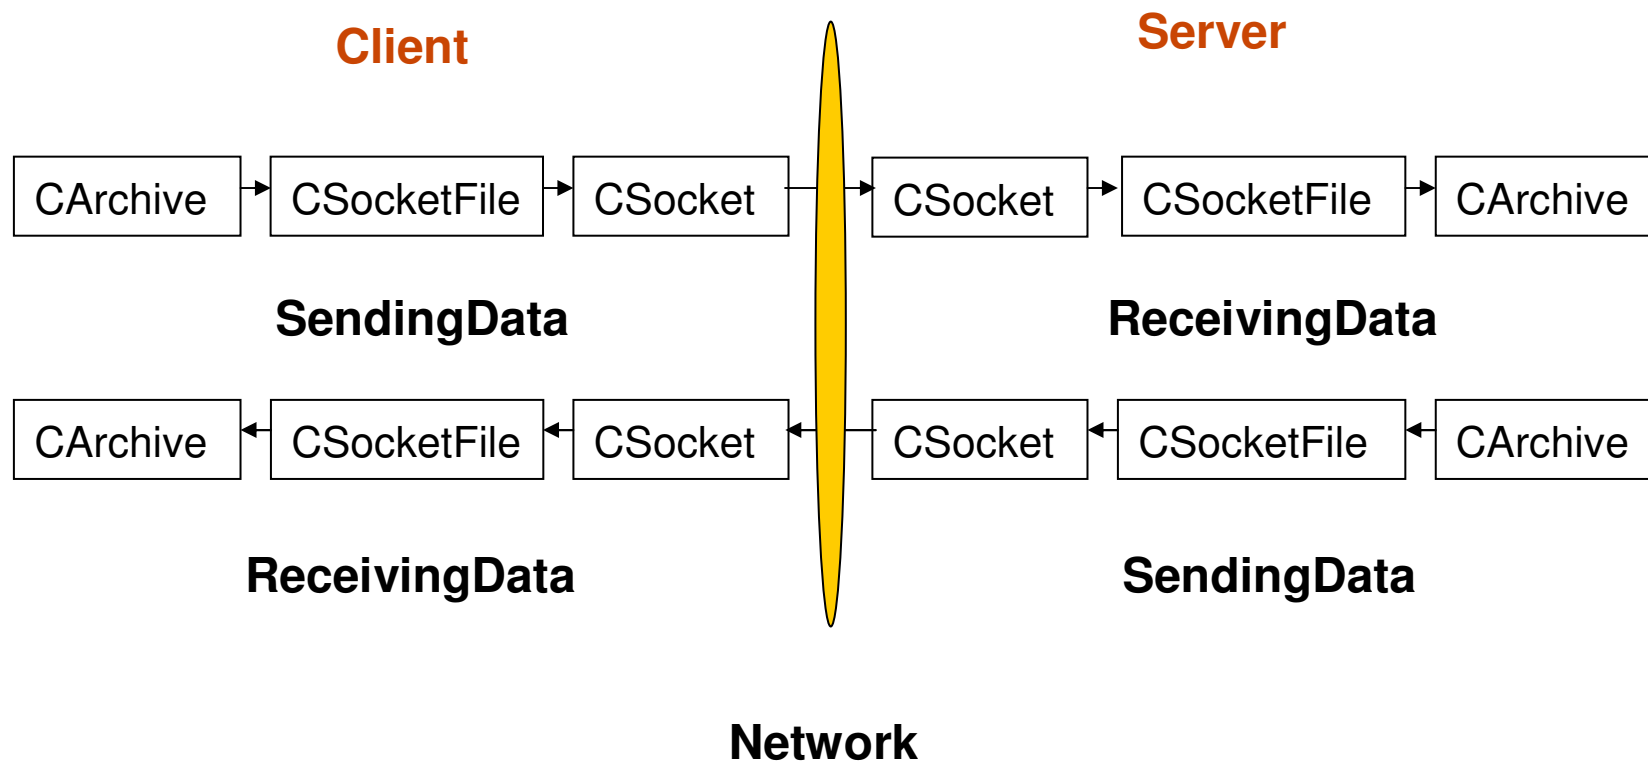 Client
Server
CArchive CSocketFile CSocket CSocket CSocketFile CArchive
SendingData ReceivingData
CArchive CSocketFile CSocket CSocket CSocketFile CArchive
ReceivingData SendingData
Network